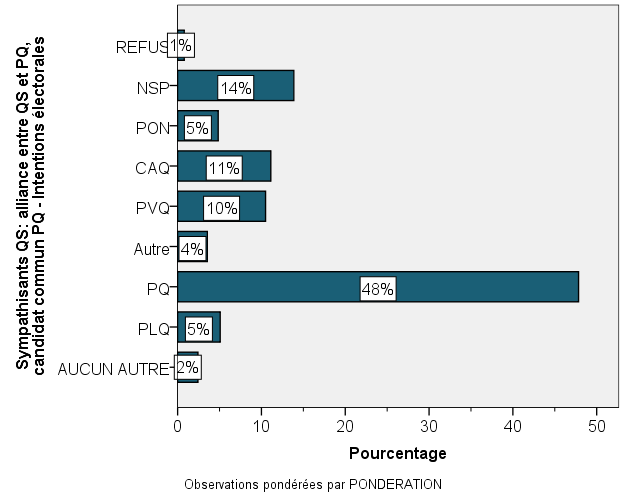 Sympathisants QS: alliance entre QS et PQ,
candidat commun PQ - Intentions électorales
REFUS 1%
NSP 14%
PON 5%
CAQ 11%
PVQ 10%
Autre 4%
PQ 48%
PLQ 5%
AUCUN AUTRE 2%
0 10 20 30 40 50
Pourcentage
Observations pondérées par PONDERATION